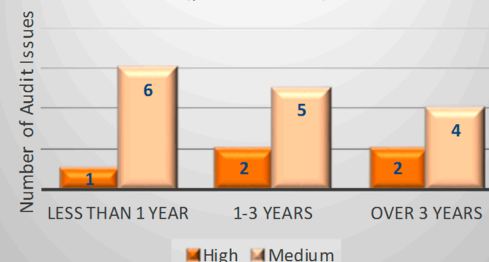 Number of Audit Issues
6
5
4
1
2
2
LESS THAN 1 YEAR
1-3 YEARS
OVER 3 YEARS
High
Medium